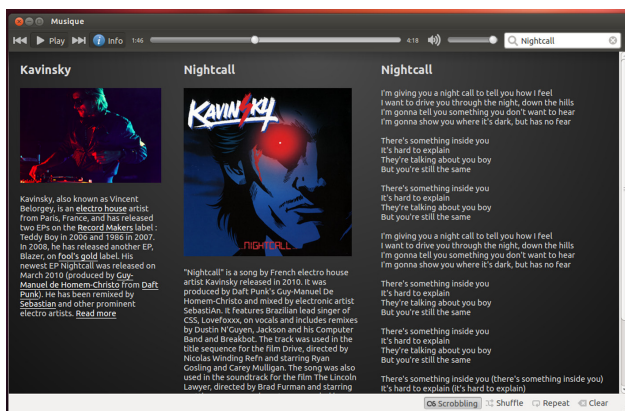 Musique
Play
Info
1:46
4:18
Nightcall
Kavinsky
Kavinsky, also known as Vincent
Belorgey, is an electro house artist
from Paris, France, and has released
two EPs on the Record Makers label :
Teddy Boy in 2006 and 1986 in 2007.
In 2008, he has released another EP,
Blazer, on fool's gold label. His
newest EP Nightcall was released on
March 2010 (produced by Guy-
Manuel de Homem-Christo from Daft
Punk). He has been remixed by
Sebastian and other prominent
electro artists. Read more
Nightcall
KAVINSKY
...NIGHTCALL...
"Nightcall" is a song by French electro house
artist Kavinsky released in 2010. It was
produced by Daft Punk's Guy-Manuel De
Homem-Christo and mixed by electronic artist
SebastiAn. It features Brazilian lead singer of
CSS, Lovefoxxx, on vocals and includes remixes
by Dustin N'Guyen, Jackson and his Computer
Band and Breakbot. The track was used in the
title sequence for the film Drive, directed by
Nicolas Winding Refn and starring Ryan
Gosling and Carey Mulligan. The song was also
used in the soundtrack for the film The Lincoln
Lawyer, directed by Brad Furman and starring
Nightcall
I'm giving you a night call to tell you how I feel
I want to drive you through the night, down the hills
I'm gonna tell you something you don't want to hear
I'm gonna show you where it's dark, but has no fear
There's something inside you
It's hard to explain
They're talking about you boy
But you're still the same
There's something inside you
It's hard to explain
They're talking about you boy
But you're still the same
I'm giving you a night call to tell you how I feel
I want to drive you through the night, down the hills
I'm gonna tell you something you don't want to hear
I'm gonna show you where it's dark, but has no fear
There's something inside you
It's hard to explain
They're talking about you boy
But you're still the same
There's something inside you
It's hard to explain
They're talking about you boy
But you're still the same
There's something inside you (there's something inside you)
It's hard to explain (it's hard to explain)
Scrobbling
Shuffle
Repeat
Clear